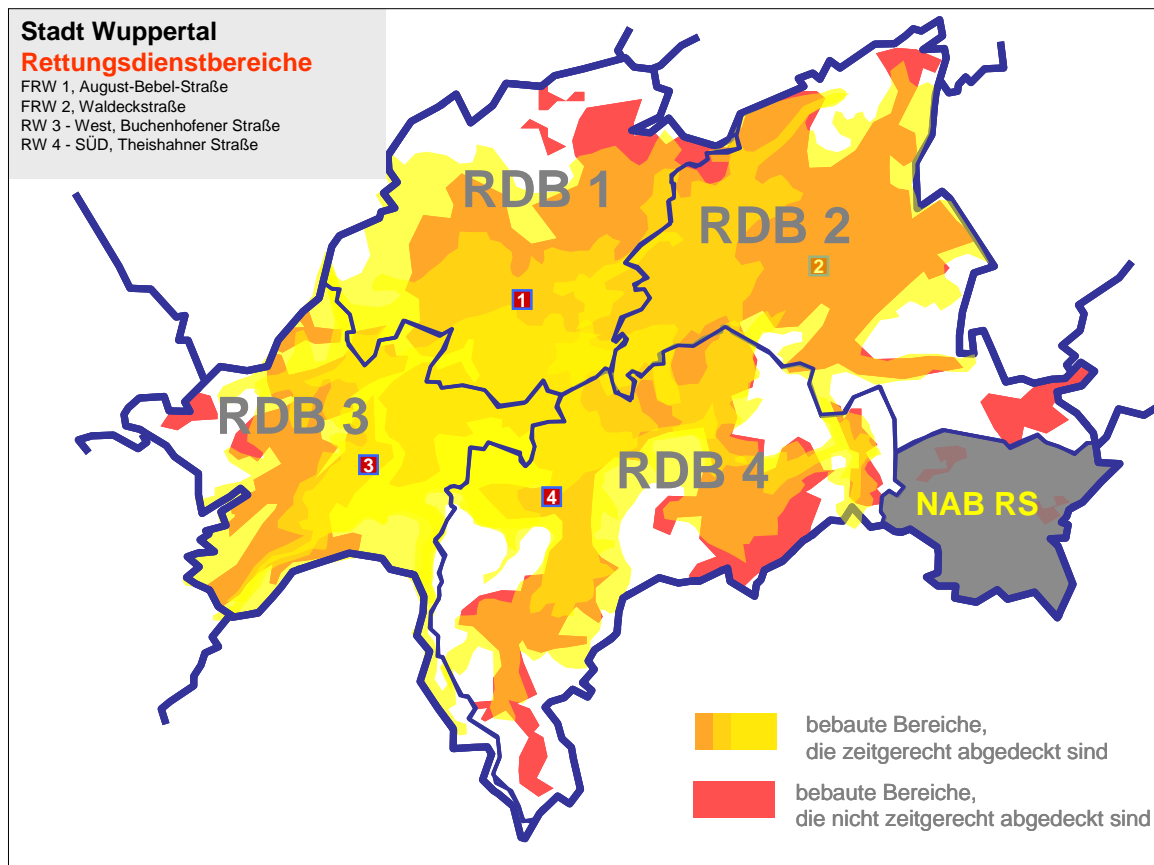 Stadt Wuppertal
Rettungsdienstbereiche
FRW 1, August-Bebel-Straße
FRW 2, Waldeckstraße
RW 3 - West, Buchenhofener Straße
RW 4 - SÜD, Theishahner Straße
RDB 1
RDB 2
2
1
RDB 3
3
RDB 4
4
NAB RS
bebaute Bereiche,
die zeitgerecht abgedeckt sind
bebaute Bereiche,
die nicht zeitgerecht abgedeckt sind